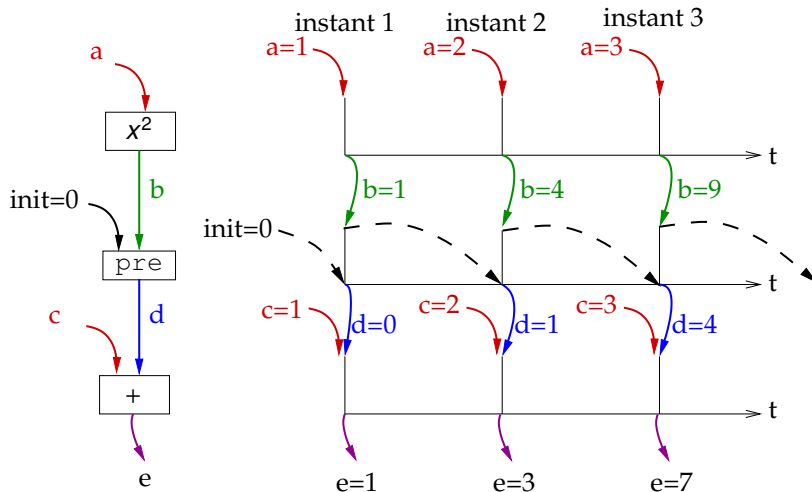 instant 1 instant 2 instant 3
a a=1 a=2 a=3
x²
t
b b=1 b=4 b=9
init=0
init=0
pre
t
c d c=1 d=0 c=2 d=1 c=3 d=4
+
t
e e=1 e=3 e=7